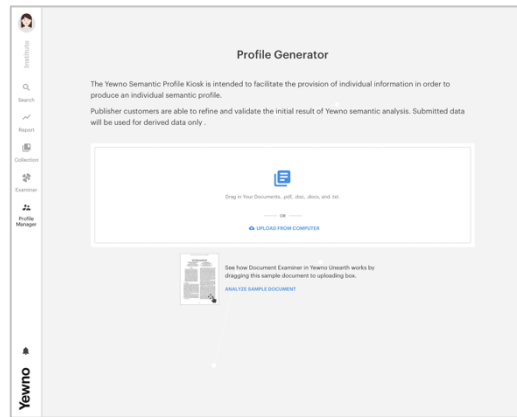 Institute
Search
Report
Collection
Examiner
Profile
Manager
Yewno
Profile Generator
The Yewno Semantic Profile Kiosk is intended to facilitate the provision of individual information in order to
produce an individual semantic profile.
Publisher customers are able to refine and validate the initial result of Yewno semantic analysis. Submitted data
will be used for derived data only .
Drag in Your Documents, .pdf, .doc, .docx, and .txt.
OR
UPLOAD FROM COMPUTER
See how Document Examiner in Yewno Unearth works by
dragging this sample document to uploading box.
ANALYZE SAMPLE DOCUMENT